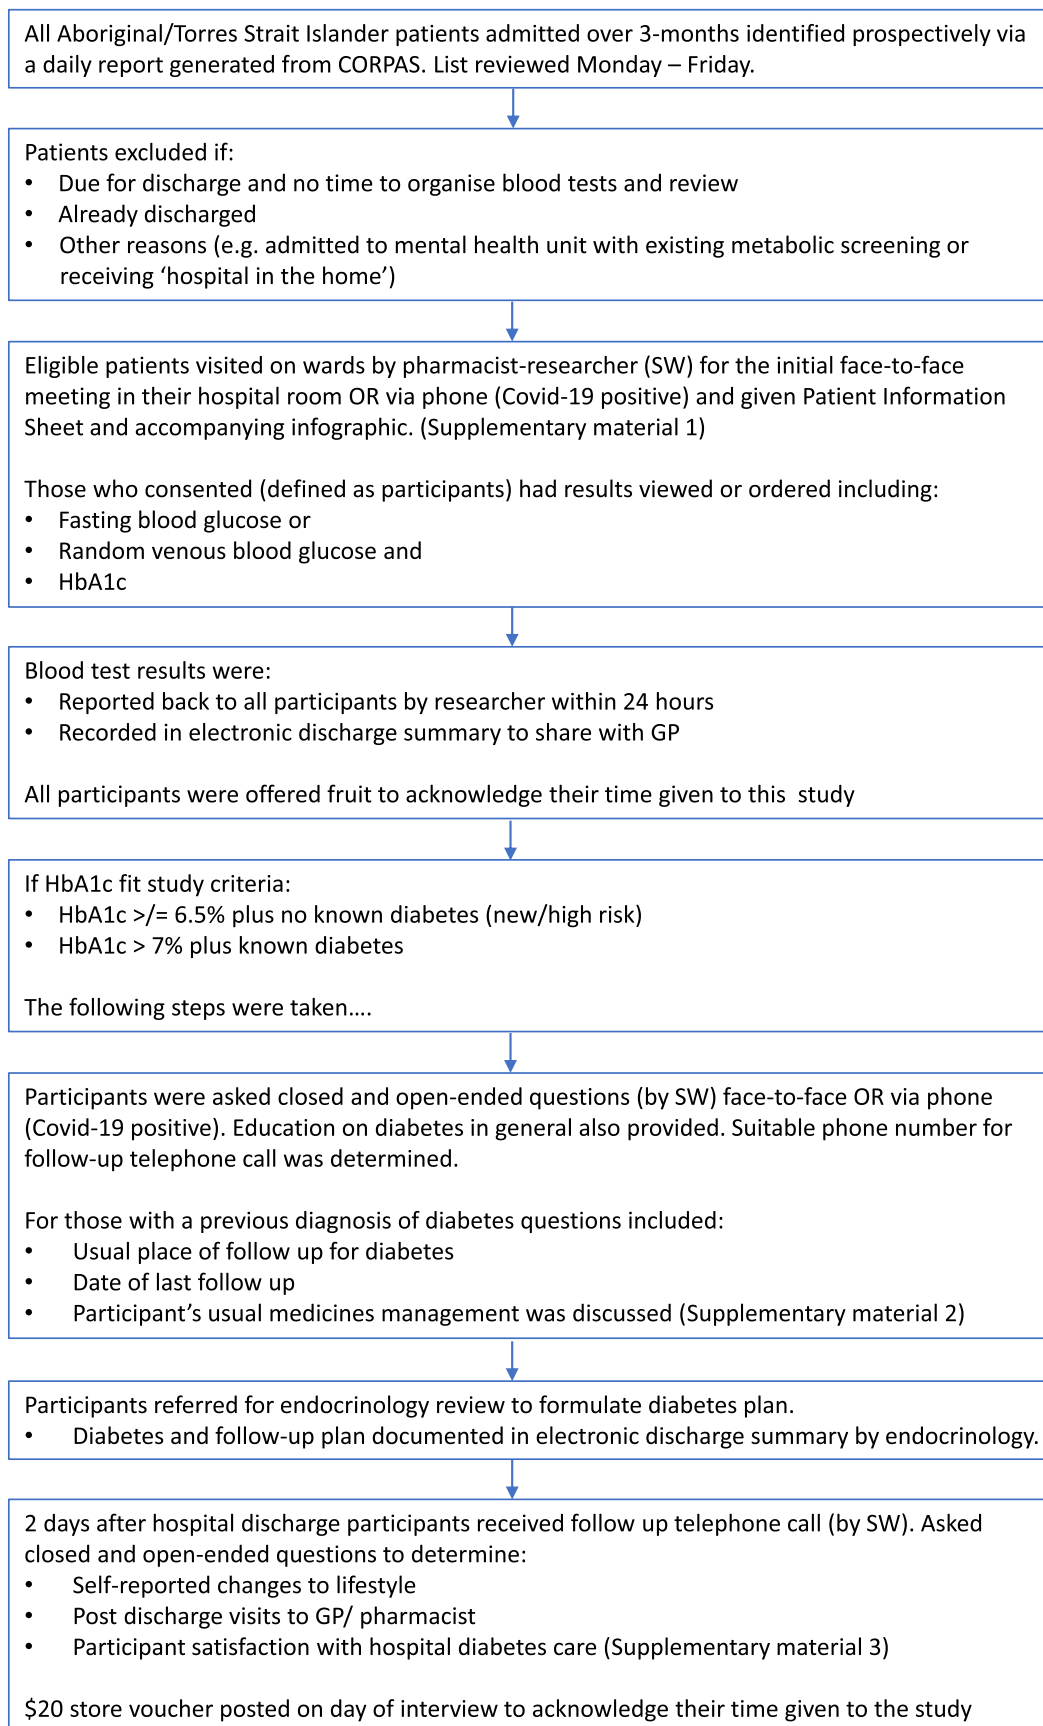 All Aboriginal/Torres Strait Islander patients admitted over 3-months identified prospectively via
a daily report generated from CORPAS. List reviewed Monday – Friday.
Patients excluded if:
• Due for discharge and no time to organise blood tests and review
• Already discharged
• Other reasons (e.g. admitted to mental health unit with existing metabolic screening or
receiving ‘hospital in the home’)
Eligible patients visited on wards by pharmacist-researcher (SW) for the initial face-to-face
meeting in their hospital room OR via phone (Covid-19 positive) and given Patient Information
Sheet and accompanying infographic. (Supplementary material 1)
Those who consented (defined as participants) had results viewed or ordered including:
• Fasting blood glucose or
• Random venous blood glucose and
• HbA1c
Blood test results were:
• Reported back to all participants by researcher within 24 hours
• Recorded in electronic discharge summary to share with GP
All participants were offered fruit to acknowledge their time given to this  study
If HbA1c fit study criteria:
• HbA1c >/= 6.5% plus no known diabetes (new/high risk)
• HbA1c > 7% plus known diabetes
The following steps were taken….
Participants were asked closed and open-ended questions (by SW) face-to-face OR via phone
(Covid-19 positive). Education on diabetes in general also provided. Suitable phone number for
follow-up telephone call was determined.
For those with a previous diagnosis of diabetes questions included:
• Usual place of follow up for diabetes
• Date of last follow up
• Participant’s usual medicines management was discussed (Supplementary material 2)
Participants referred for endocrinology review to formulate diabetes plan.
• Diabetes and follow-up plan documented in electronic discharge summary by endocrinology.
2 days after hospital discharge participants received follow up telephone call (by SW). Asked
closed and open-ended questions to determine:
• Self-reported changes to lifestyle
• Post discharge visits to GP/ pharmacist
• Participant satisfaction with hospital diabetes care (Supplementary material 3)
$20 store voucher posted on day of interview to acknowledge their time given to the study